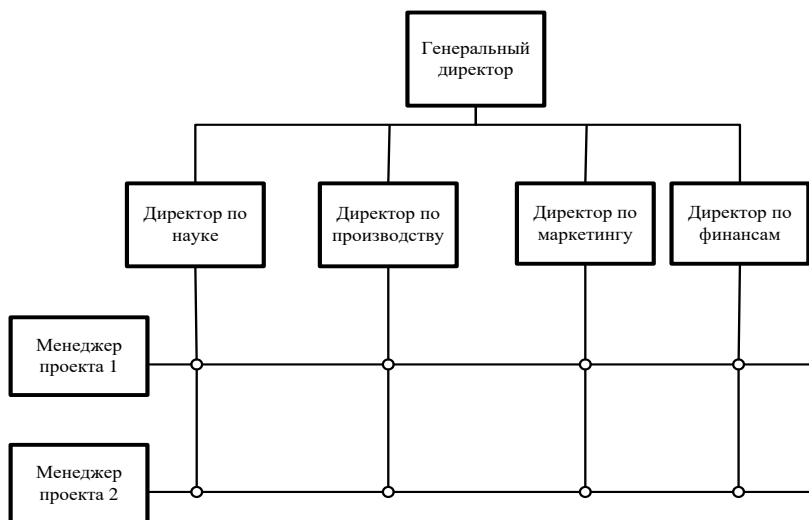 Генеральный
директор
Директор по
науке
Директор по
производству
Директор по
маркетингу
Директор по
финансам
Менеджер
проекта 1
Менеджер
проекта 2